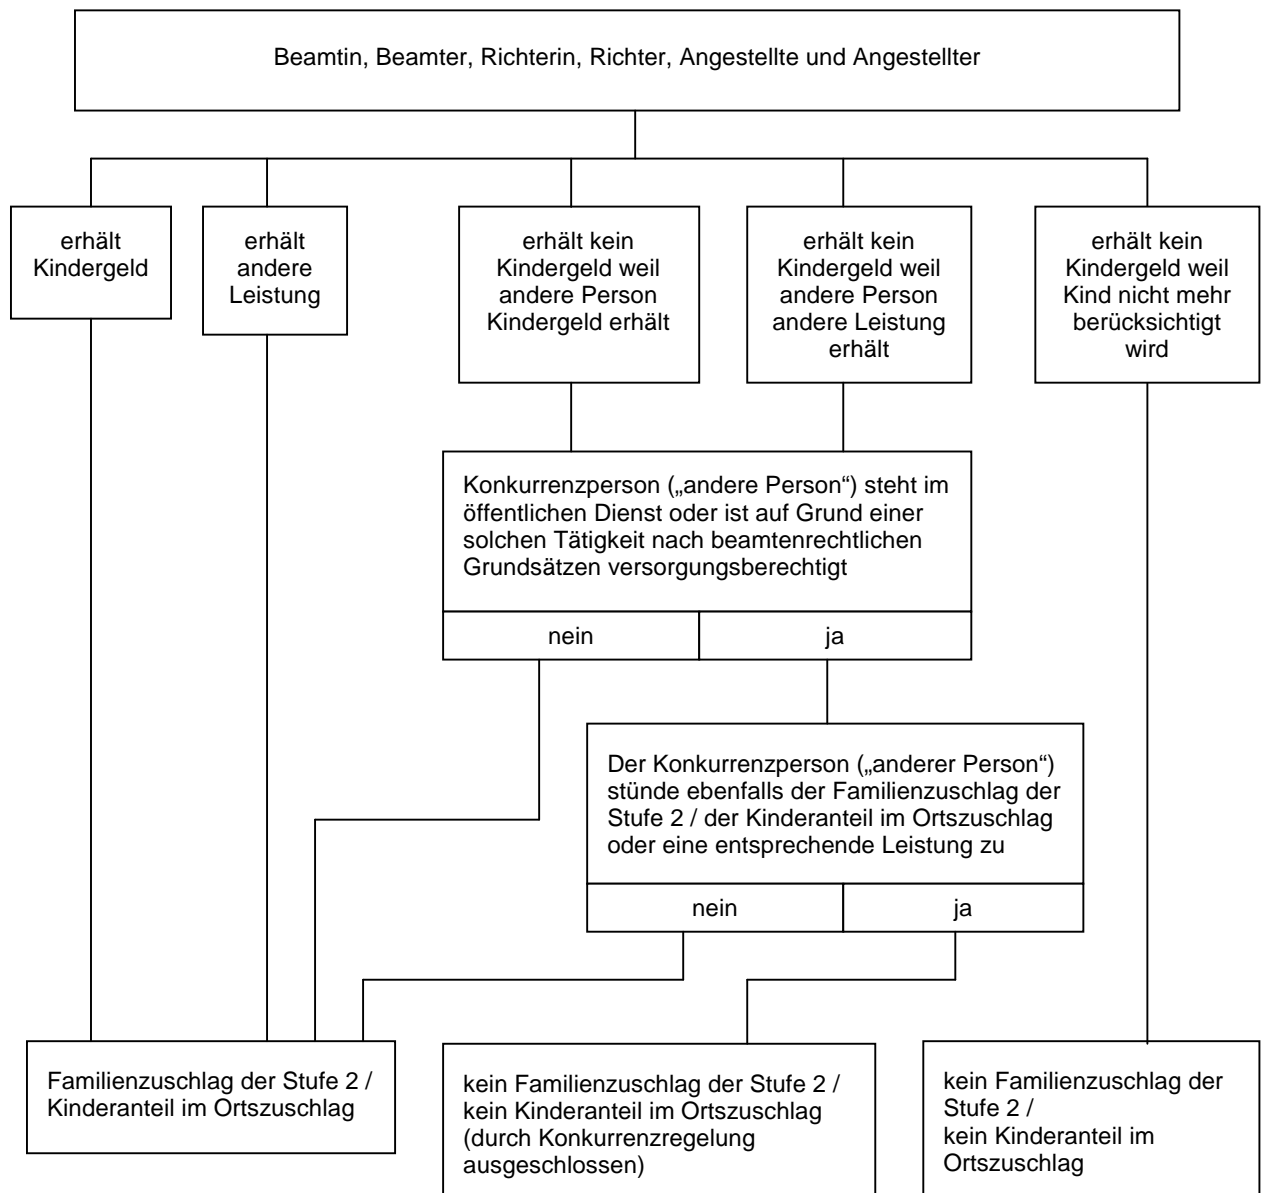 Beamtin, Beamter, Richterin, Richter, Angestellte und Angestellter
erhält
Kindergeld
erhält
andere
Leistung
erhält kein
Kindergeld weil
andere Person
Kindergeld erhält
erhält kein
Kindergeld weil
andere Person
andere Leistung
erhält
erhält kein
Kindergeld weil
Kind nicht mehr
berücksichtigt
wird
Konkurrenzperson („andere Person“) steht im
öffentlichen Dienst oder ist auf Grund einer
solchen Tätigkeit nach beamtenrechtlichen
Grundsätzen versorgungsberechtigt
nein
ja
Der Konkurrenzperson („anderer Person“)
stünde ebenfalls der Familienzuschlag der
Stufe 2 / der Kinderanteil im Ortszuschlag
oder eine entsprechende Leistung zu
nein
ja
Familienzuschlag der Stufe 2 /
Kinderanteil im Ortszuschlag
kein Familienzuschlag der Stufe 2 /
kein Kinderanteil im Ortszuschlag
(durch Konkurrenzregelung
ausgeschlossen)
kein Familienzuschlag der
Stufe 2 /
kein Kinderanteil im
Ortszuschlag